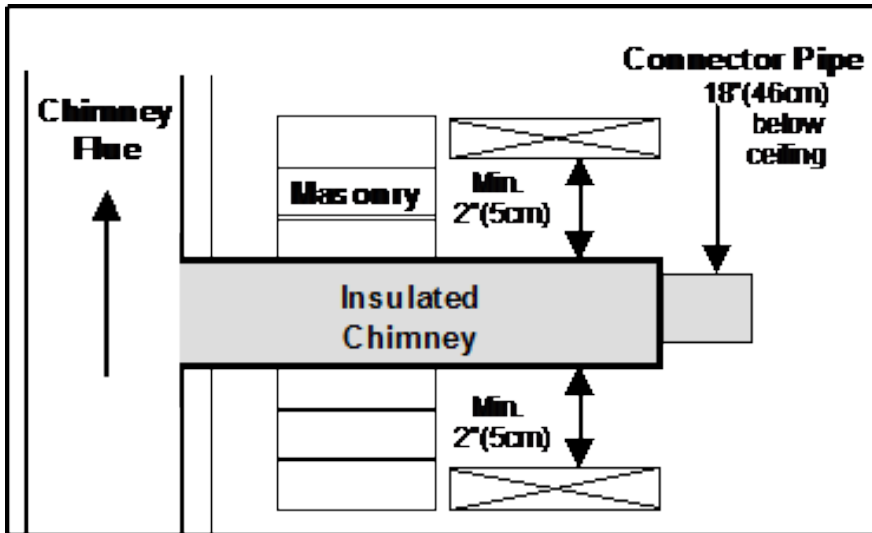 Connector Pipe
18"(46cm)
below
ceiling
Chimney
Flue
Masonry
Min.
2"(5cm)
Insulated
Chimney
Min.
2"(5cm)